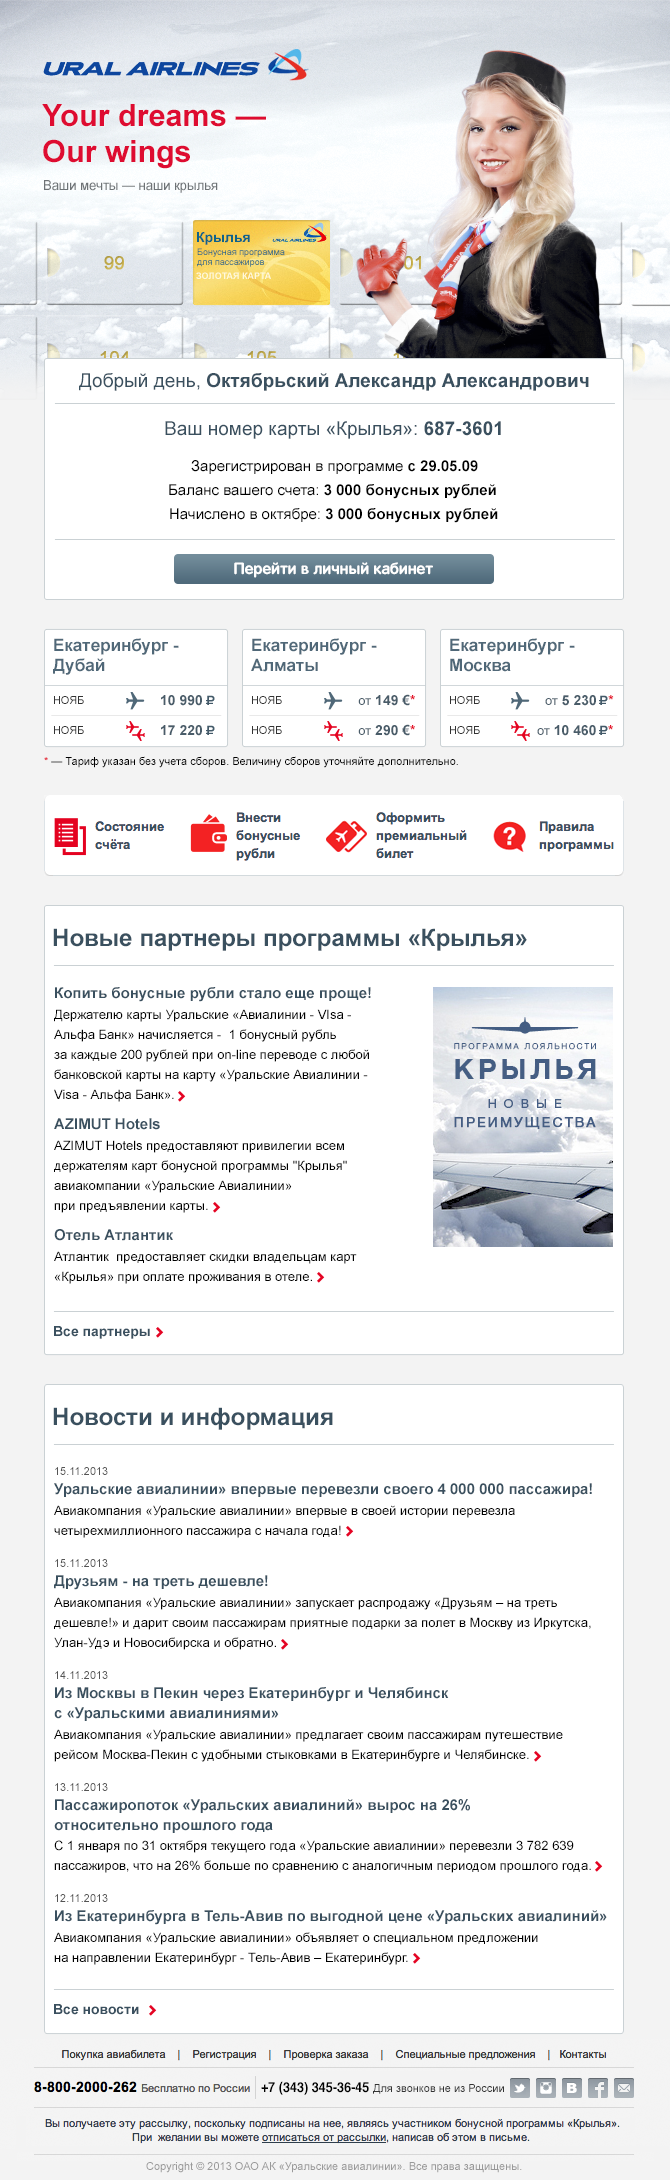 URAL AIRLINES
Your dreams —
Our wings
Ваши мечты — наши крылья
99
Крылья
URAL AIRLINES
Бонусная программа
для пассажиров
ЗОЛОТАЯ КАРТА
01
104
105
Добрый день, Октябрьский Александр Александрович
Ваш номер карты «Крылья»: 687-3601
Зарегистрирован в программе с 29.05.09
Баланс вашего счета: 3 000 бонусных рублей
Начислено в октябре: 3 000 бонусных рублей
Перейти в личный кабинет
Екатеринбург -
Дубай
НОЯБ 10 990 ₽
НОЯБ 17 220 ₽
Екатеринбург -
Алматы
НОЯБ от 149 €*
НОЯБ от 290 €*
Екатеринбург -
Москва
НОЯБ от 5 230 ₽*
НОЯБ от 10 460 ₽*
* — Тариф указан без учета сборов. Величину сборов уточняйте дополнительно.
Состояние
счёта
Внести
бонусные
рубли
Оформить
премиальный
билет
Правила
программы
Новые партнеры программы «Крылья»
Копить бонусные рубли стало еще проще!
Держателю карты Уральские «Авиалинии - VIsa -
Альфа Банк» начисляется - 1 бонусный рубль
за каждые 200 рублей при on-line переводе с любой
банковской карты на карту «Уральские Авиалинии -
Visa - Альфа Банк».
AZIMUT Hotels
AZIMUT Hotels предоставляют привилегии всем
держателям карт бонусной программы "Крылья"
авиакомпании «Уральские Авиалинии»
при предъявлении карты.
Отель Атлантик
Атлантик предоставляет скидки владельцам карт
«Крылья» при оплате проживания в отеле.
ПРОГРАММА ЛОЯЛЬНОСТИ
КРЫЛЬЯ
НОВЫЕ
ПРЕИМУЩЕСТВА
Все партнеры
Новости и информация
15.11.2013
Уральские авиалинии» впервые перевезли своего 4 000 000 пассажира!
Авиакомпания «Уральские авиалинии» впервые в своей истории перевезла
четырехмиллионного пассажира с начала года!
15.11.2013
Друзьям - на треть дешевле!
Авиакомпания «Уральские авиалинии» запускает распродажу «Друзьям – на треть
дешевле!» и дарит своим пассажирам приятные подарки за полет в Москву из Иркутска,
Улан-Удэ и Новосибирска и обратно.
14.11.2013
Из Москвы в Пекин через Екатеринбург и Челябинск
с «Уральскими авиалиниями»
Авиакомпания «Уральские авиалинии» предлагает своим пассажирам путешествие
рейсом Москва-Пекин с удобными стыковками в Екатеринбурге и Челябинске.
13.11.2013
Пассажиропоток «Уральских авиалиний» вырос на 26%
относительно прошлого года
С 1 января по 31 октября текущего года «Уральские авиалинии» перевезли 3 782 639
пассажиров, что на 26% больше по сравнению с аналогичным периодом прошлого года.
12.11.2013
Из Екатеринбурга в Тель-Авив по выгодной цене «Уральских авиалиний»
Авиакомпания «Уральские авиалинии» объявляет о специальном предложении
на направлении Екатеринбург - Тель-Авив – Екатеринбург.
Все новости
Покупка авиабилета | Регистрация | Проверка заказа | Специальные предложения | Контакты
8-800-2000-262 Бесплатно по России +7 (343) 345-36-45 Для звонков не из России
Вы получаете эту рассылку, поскольку подписаны на нее, являясь участником бонусной программы «Крылья».
При желании вы можете отписаться от рассылки, написав об этом в письме.
Copyright © 2013 ОАО АК «Уральские авиалинии». Все права защищены.